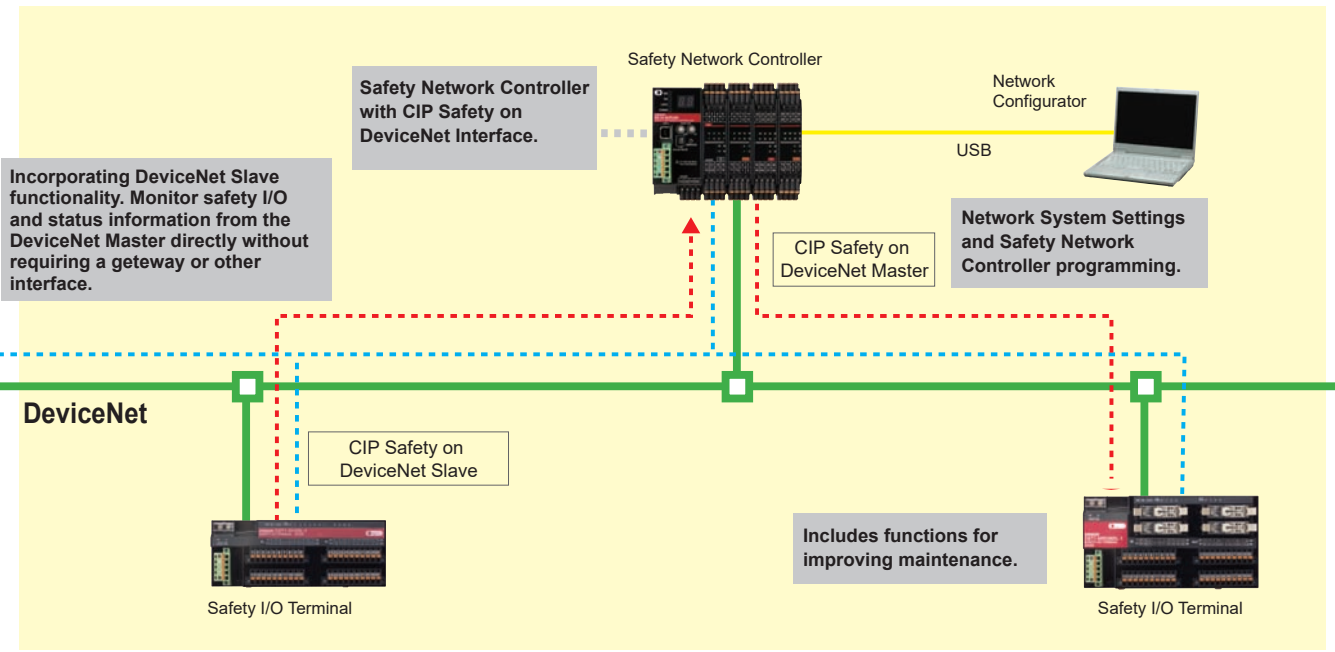 Safety Network Controller
Safety Network Controller
with CIP Safety on
DeviceNet Interface.
Network
Configurator
USB
Incorporating DeviceNet Slave
functionality. Monitor safety I/O
and status information from the
DeviceNet Master directly without
requiring a geteway or other
interface.
CIP Safety on
DeviceNet Master
Network System Settings
and Safety Network
Controller programming.
DeviceNet
CIP Safety on
DeviceNet Slave
Includes functions for
improving maintenance.
Safety I/O Terminal
Safety I/O Terminal